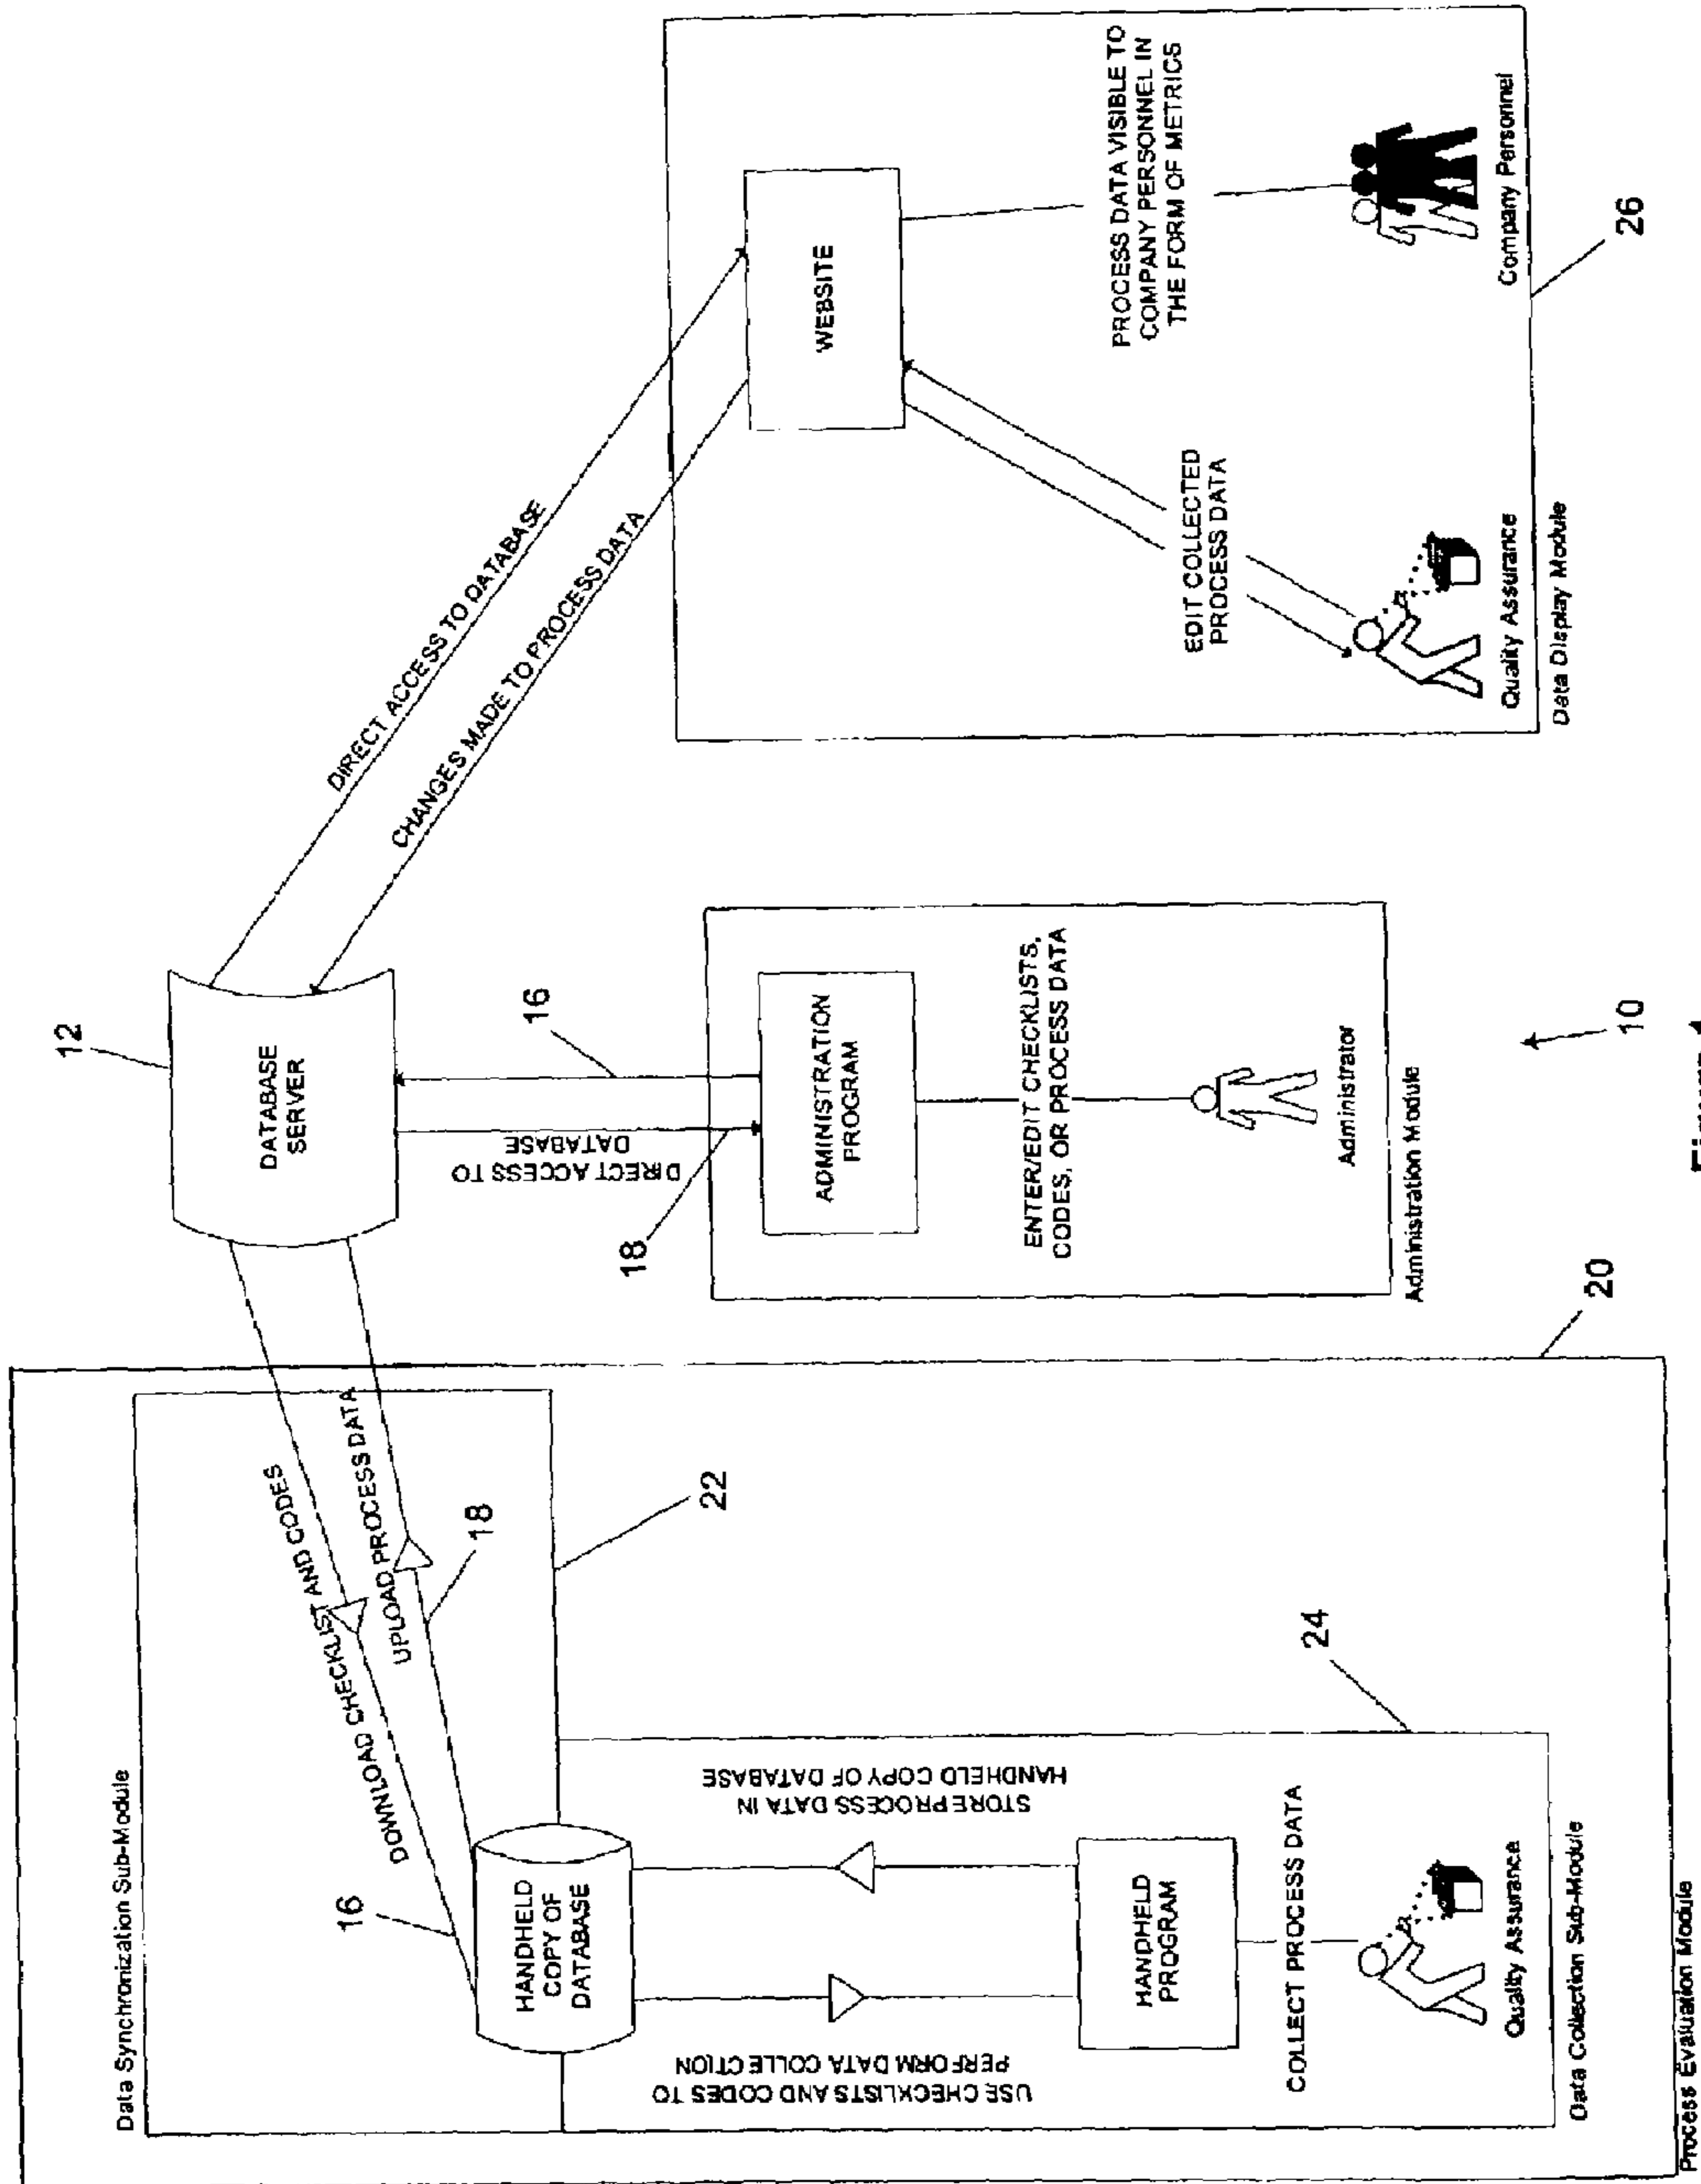 Data Synchronization Sub-Module
16
DOWNLOAD CHECKLIST AND CODES
UPLOAD PROCESS DATA
18
22
HANDHELD
COPY OF
DATABASE
USE CHECKLISTS AND CODES TO
PERFORM DATA COLLECTION
STORE PROCESS DATA IN
HANDHELD COPY OF DATABASE
24
HANDHELD
PROGRAM
COLLECT PROCESS DATA
Quality Assurance
Data Collection Sub-Module
Process Evaluation Module
20
12
DATABASE
SERVER
DIRECT ACCESS TO
DATABASE
16
18
ADMINISTRATION
PROGRAM
ENTER/EDIT CHECKLISTS,
CODES, OR PROCESS DATA
Administrator
Administration Module
10
DIRECT ACCESS TO DATABASE
CHANGES MADE TO PROCESS DATA
WEBSITE
EDIT COLLECTED
PROCESS DATA
PROCESS DATA VISIBLE TO
COMPANY PERSONNEL IN
THE FORM OF METRICS
Quality Assurance
Company Personnel
Data Display Module
26
Figure 1